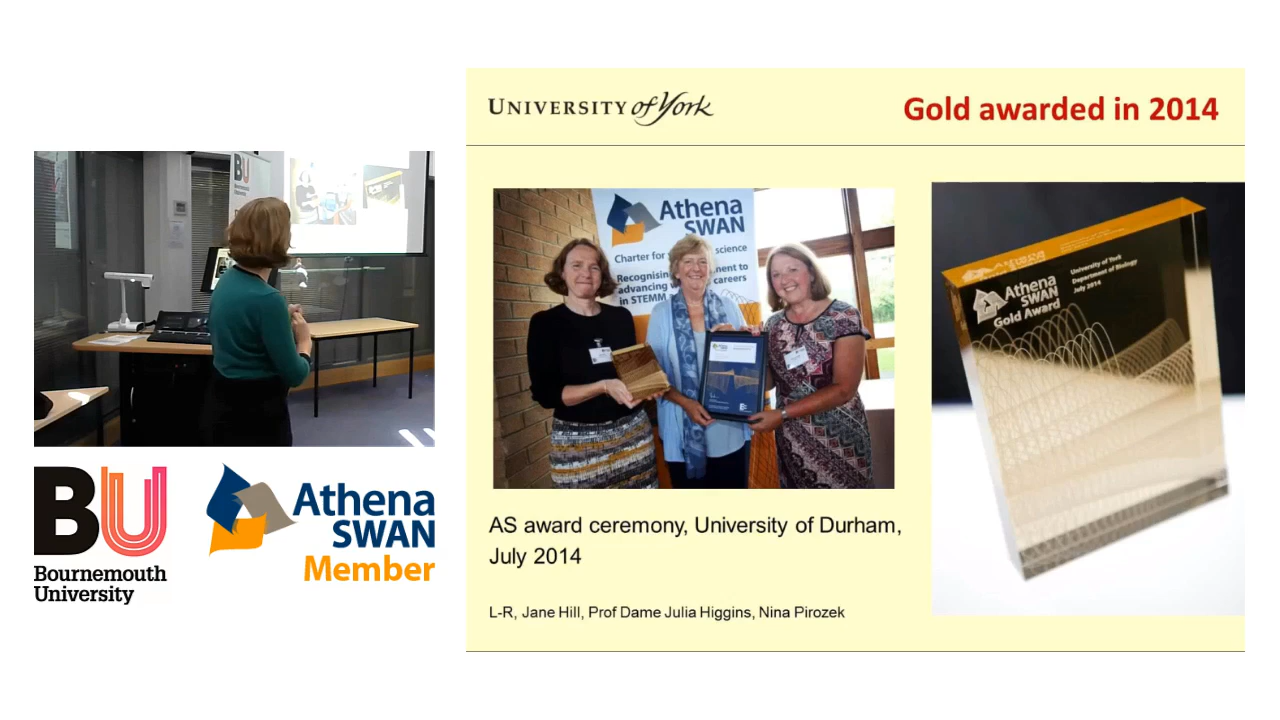 BU
Bournemouth
University
Athena
SWAN
Member
UNIVERSITY of York
Gold awarded in 2014
Athena
SWAN
Charter for
science
Recognising
advancing
careers
in STEMM
Athena
SWAN
Gold Award
University of York
Department of Biology
July 2014
AS award ceremony, University of Durham,
July 2014
L-R, Jane Hill, Prof Dame Julia Higgins, Nina Pirozek